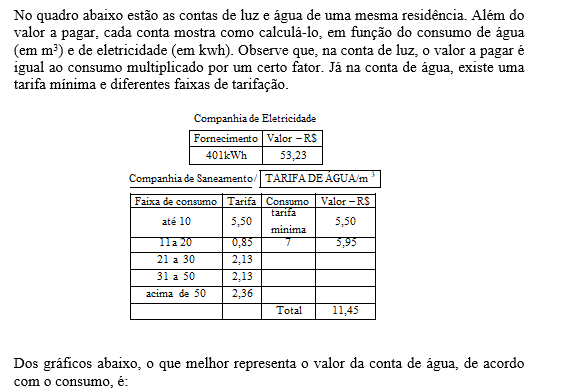 No quadro abaixo estão as contas de luz e água de uma mesma residência. Além do
valor a pagar, cada conta mostra como calculá-lo, em função do consumo de água
(em m³) e de eletricidade (em kwh). Observe que, na conta de luz, o valor a pagar é
igual ao consumo multiplicado por um certo fator. Já na conta de água, existe uma
tarifa mínima e diferentes faixas de tarifação.
Companhia de Eletricidade
Fornecimento Valor – R$
401kWh 53,23
Companhia de Saneamento/ TARIFA DE ÁGUA/m ³
Faixa de consumo Tarifa Consumo Valor – R$
até 10 5,50 tarifa mínima 5,50
11 a 20 0,85 7 5,95
21 a 30 2,13
31 a 50 2,13
acima de 50 2,36
Total 11,45
Dos gráficos abaixo, o que melhor representa o valor da conta de água, de acordo
com o consumo, é: